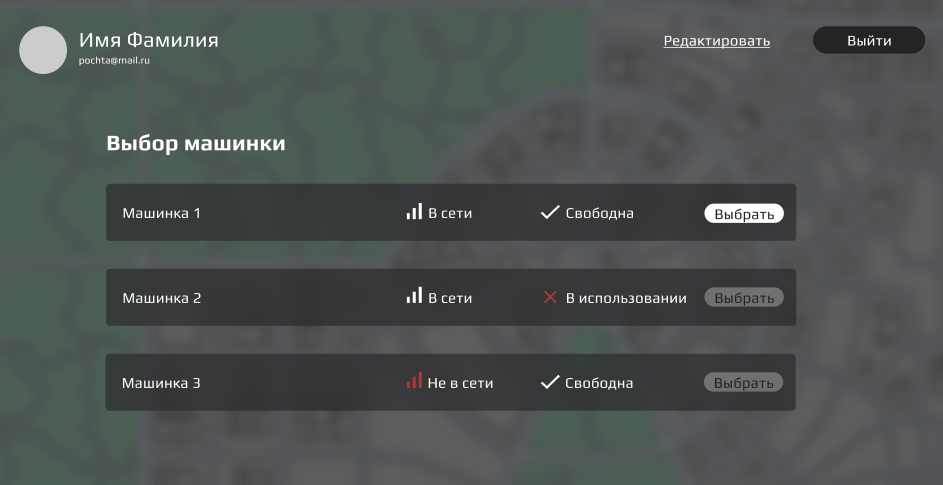 Имя Фамилия
pochta@mail.ru
Редактировать
Выйти
Выбор машинки
Машинка 1 В сети Свободна Выбрать
Машинка 2 В сети В использовании Выбрать
Машинка 3 Не в сети Свободна Выбрать